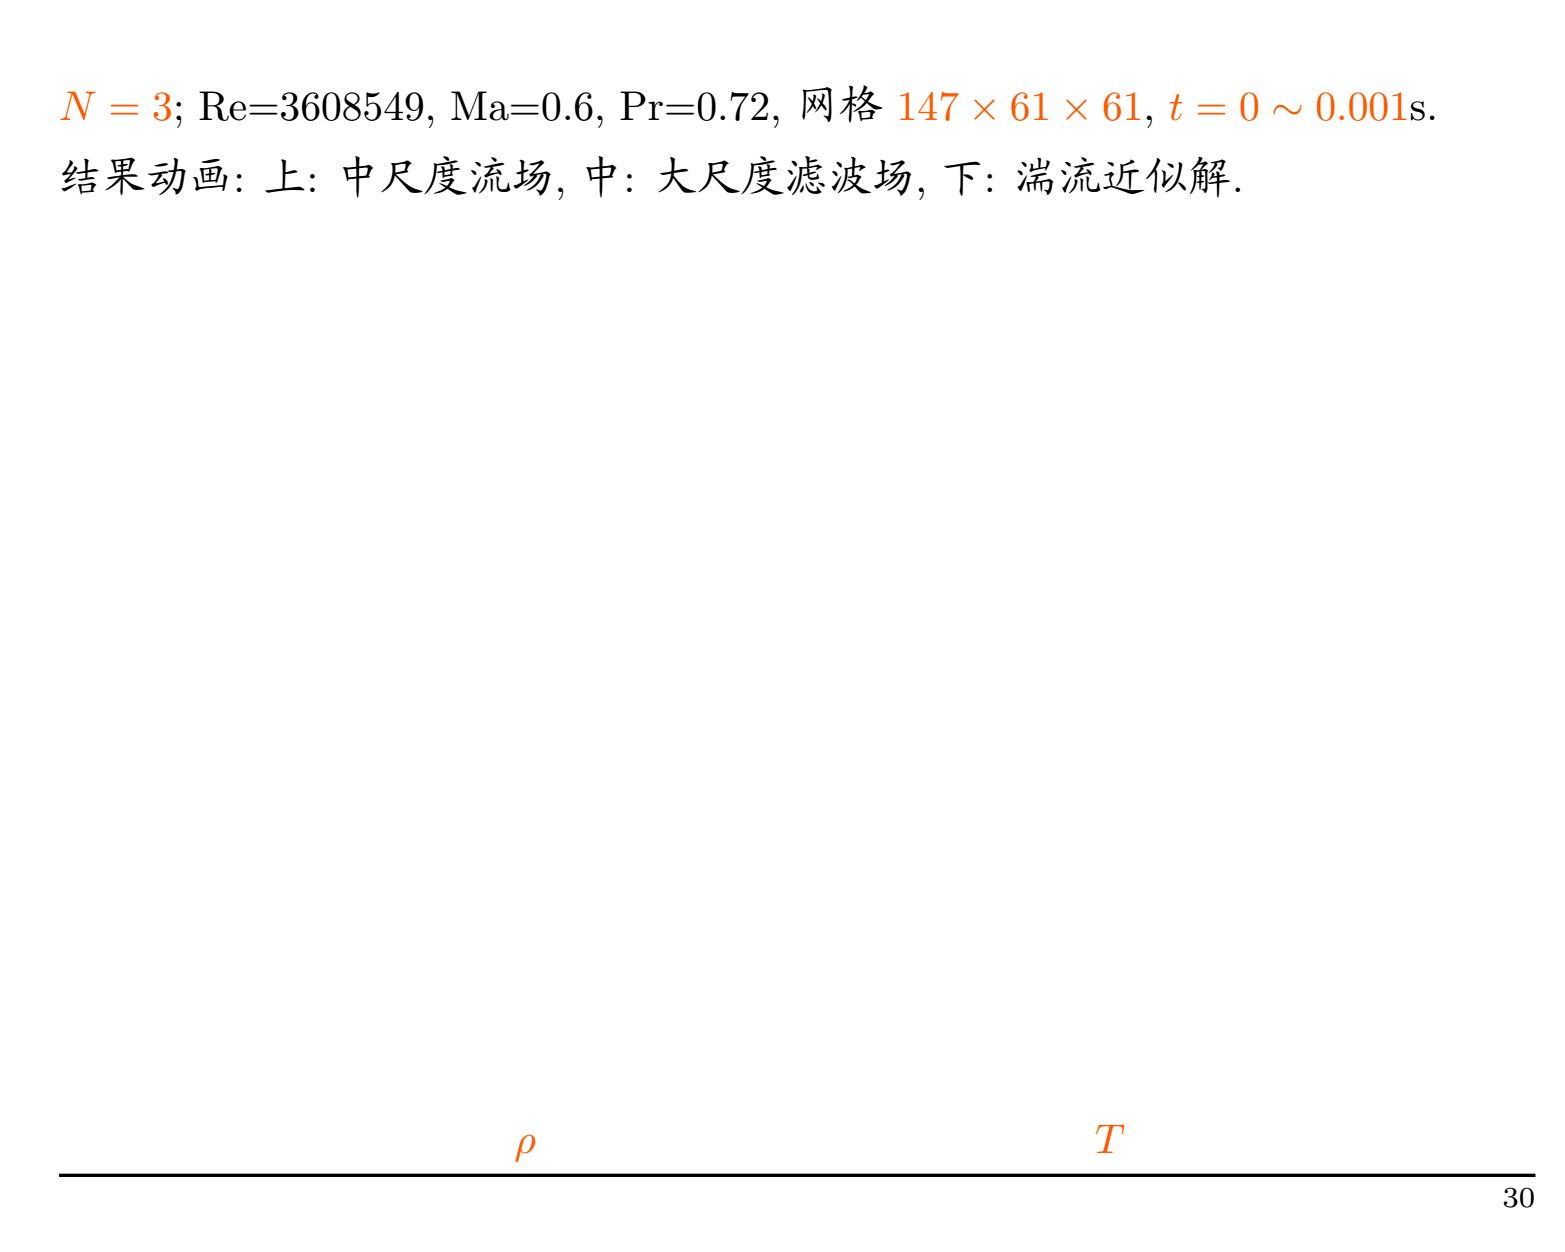 N = 3; Re=3608549, Ma=0.6, Pr=0.72, 网格 147 × 61 × 61, t = 0 ∼ 0.001s.
结果动画: 上: 中尺度流场, 中: 大尺度滤波场, 下: 湍流近似解.
ρ T
30